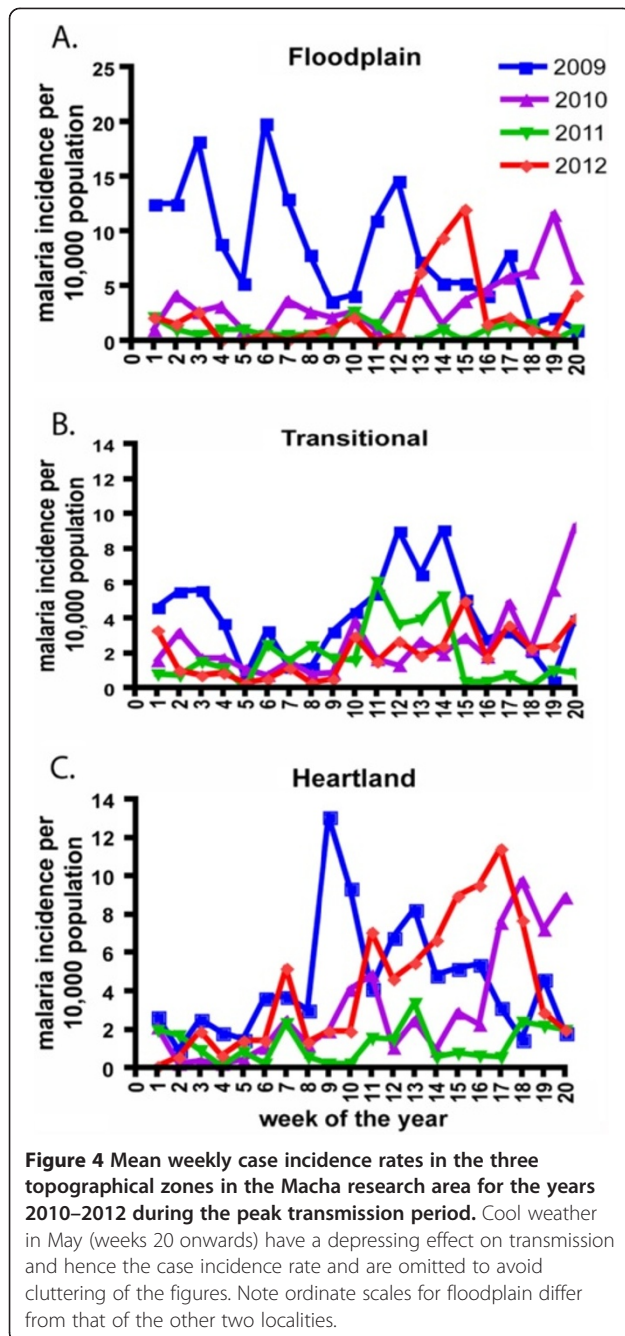 A.
Floodplain
2009
2010
2011
2012
malaria incidence per
10,000 population
25
20
15
10
5
0
0 1 2 3 4 5 6 7 8 9 10 11 12 13 14 15 16 17 18 19 20
B.
Transitional
malaria incidence per
10,000 population
14
12
10
8
6
4
2
0
0 1 2 3 4 5 6 7 8 9 10 11 12 13 14 15 16 17 18 19 20
C.
Heartland
malaria incidence per
10,000 population
14
12
10
8
6
4
2
0
0 1 2 3 4 5 6 7 8 9 10 11 12 13 14 15 16 17 18 19 20
week of the year
Figure 4 Mean weekly case incidence rates in the three
topographical zones in the Macha research area for the years
2010–2012 during the peak transmission period. Cool weather
in May (weeks 20 onwards) have a depressing effect on transmission
and hence the case incidence rate and are omitted to avoid
cluttering of the figures. Note ordinate scales for floodplain differ
from that of the other two localities.